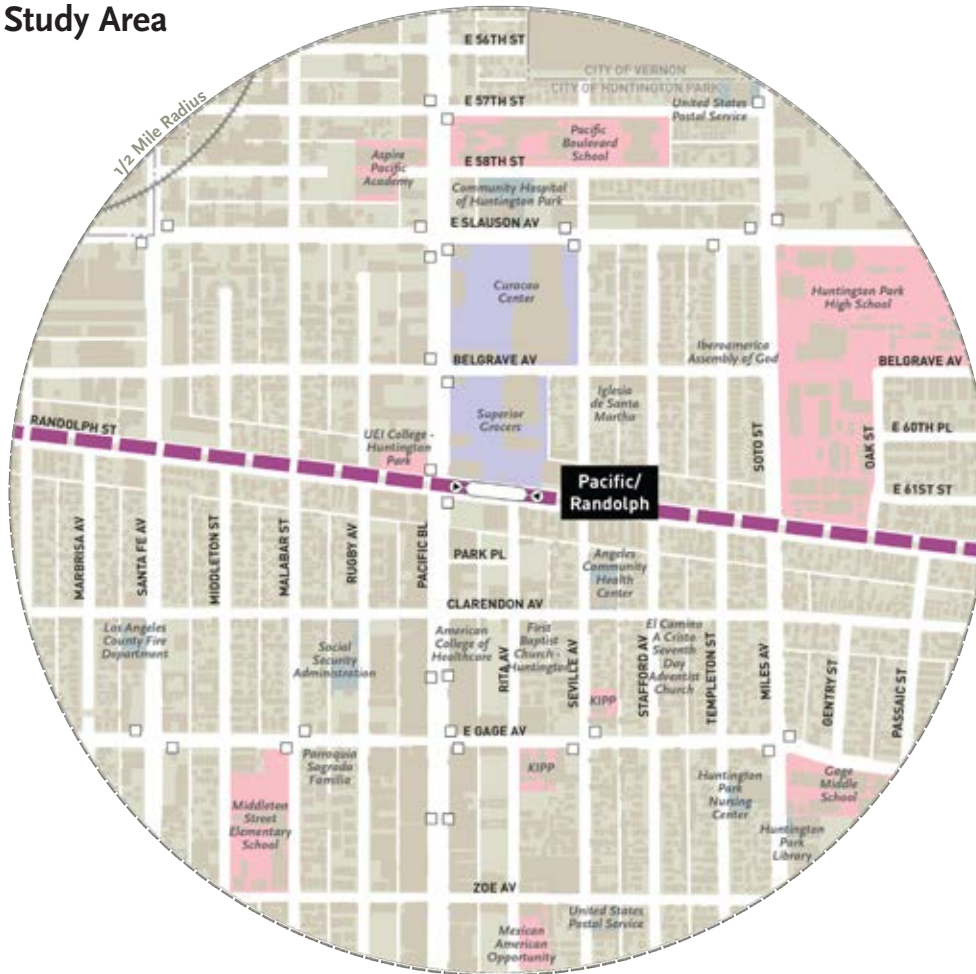 Study Area
E 56TH ST
CITY OF VERNON
CITY OF HUNTINGTON PARK
1/2 Mile Radius
E 57TH ST
United States
Postal Service
Pacific
Boulevard
School
Aspire
Pacific
Academy
E 58TH ST
Community Hospital
of Huntington Park
E SLAUSON AV
Curacao
Center
Huntington Park
High School
Iberoamerica
Assembly of God
BELGRAVE AV
BELGRAVE AV
Iglesia
de Santa
Martha
Superior
Grocers
RANDOLPH ST
UEI College -
Huntington
Park
SOTO ST
OAK ST
E 60TH PL
E 61ST ST
Pacific/
Randolph
MARBRISA AV
SANTA FE AV
MIDDLETON ST
MALABAR ST
RUGBY AV
PACIFIC BL
PARK PL
Angeles
Community
Health
Center
CLARENDON AV
Los Angeles
County Fire
Department
Social
Security
Administration
American
College of
Healthcare
RITA AV
First
Baptist
Church -
Huntington
SEVILLE AV
KIPP
STAFFORD AV
El Camino
A Cristo
Seventh
Day
Adventist
Church
TEMPLETON ST
MILES AV
GENTRY ST
PASSAIC ST
E GAGE AV
Parroquia
Sagrada
Familia
KIPP
Middleton
Street
Elementary
School
Huntington
Park
Nursing
Center
Gage
Middle
School
Huntington
Park
Library
ZOE AV
United States
Postal Service
Mexican
American
Opportunity